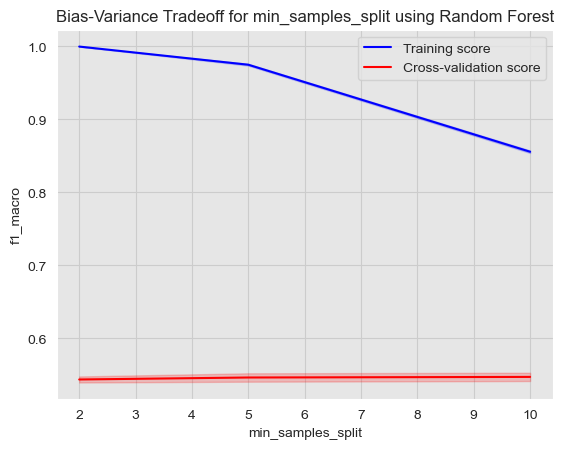 Bias-Variance Tradeoff for min_samples_split using Random Forest
Training score
Cross-validation score
f1_macro
1.0
0.9
0.8
0.7
0.6
2 3 4 5 6 7 8 9 10
min_samples_split